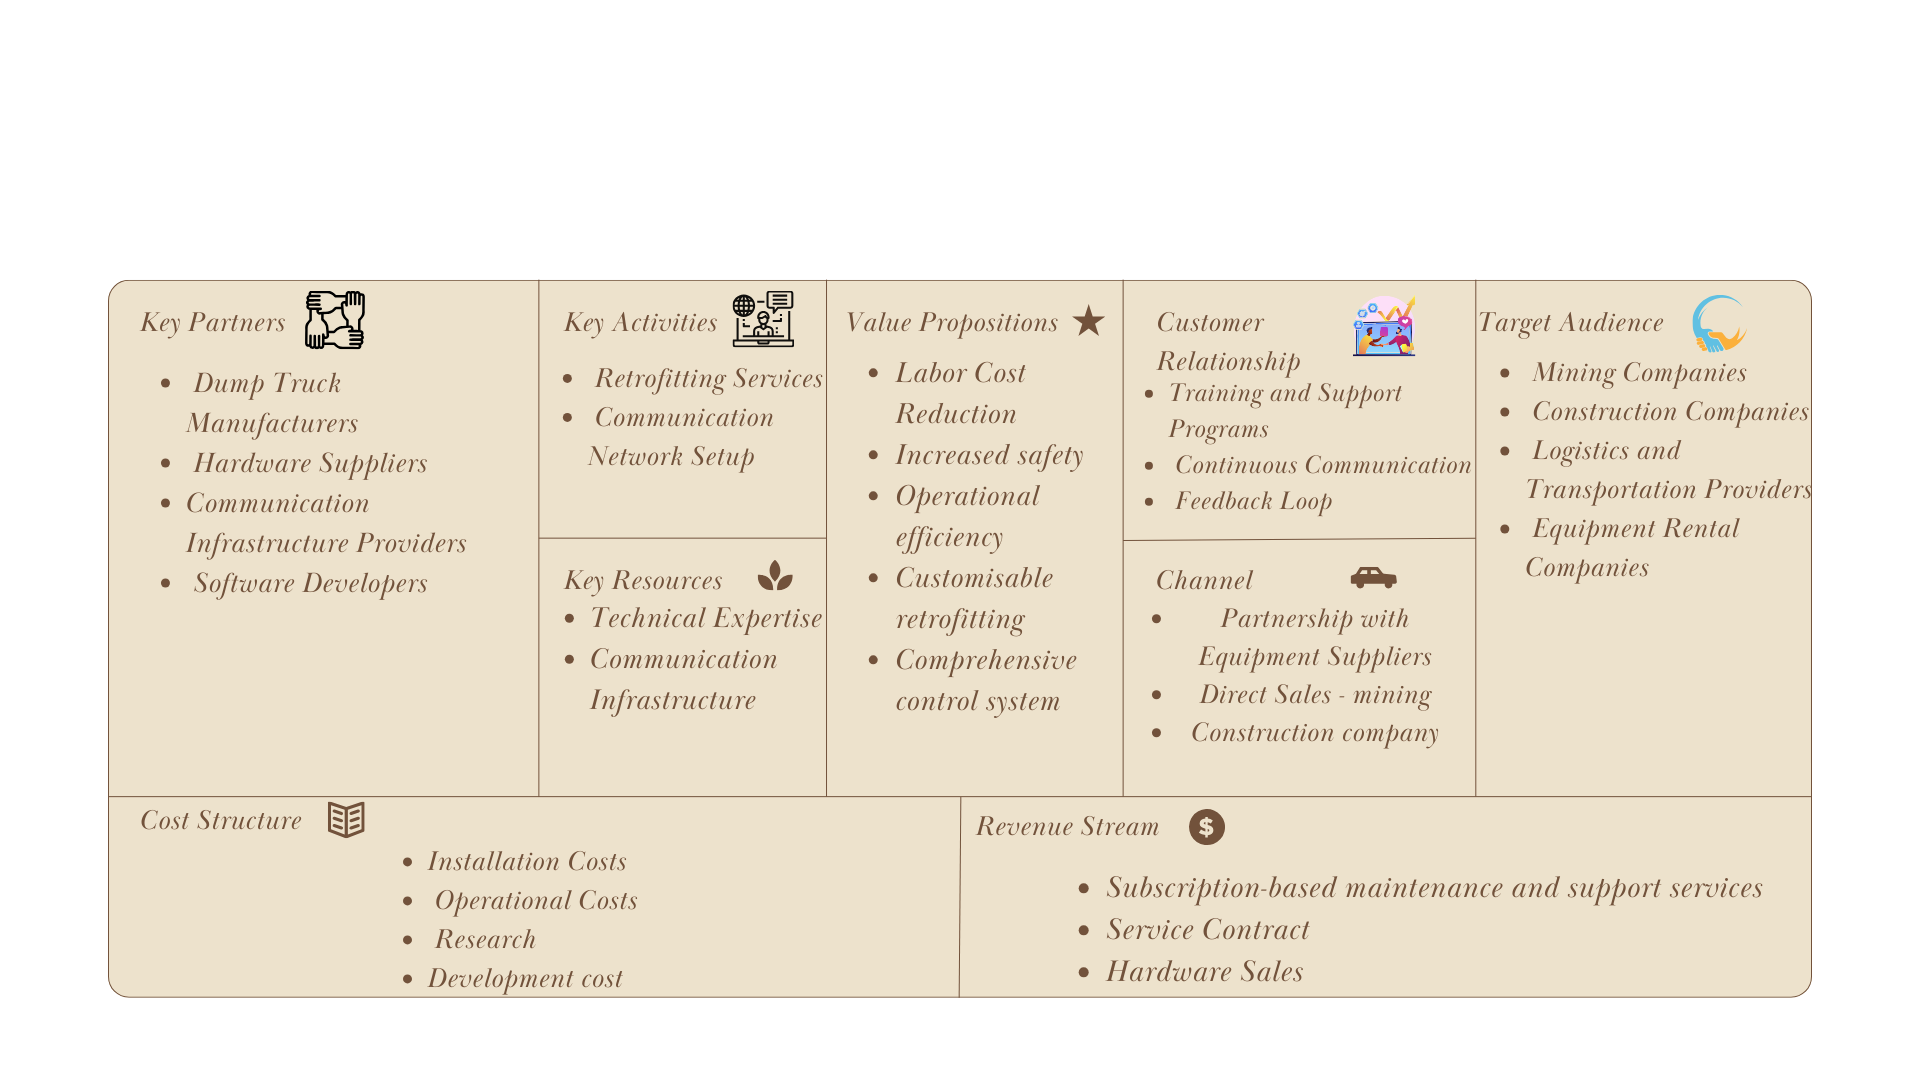 Key Partners
Dump Truck
Manufacturers
Hardware Suppliers
Communication
Infrastructure Providers
Software Developers
Key Activities
Retrofitting Services
Communication
Network Setup
Key Resources
Technical Expertise
Communication
Infrastructure
Value Propositions
Labor Cost
Reduction
Increased safety
Operational
efficiency
Customisable
retrofitting
Comprehensive
control system
Customer
Relationship
Training and Support
Programs
Continuous Communication
Feedback Loop
Channel
Partnership with
Equipment Suppliers
Direct Sales - mining
Construction company
Target Audience
Mining Companies
Construction Companies
Logistics and
Transportation Providers
Equipment Rental
Companies
Cost Structure
Installation Costs
Operational Costs
Research
Development cost
Revenue Stream
$
Subscription-based maintenance and support services
Service Contract
Hardware Sales